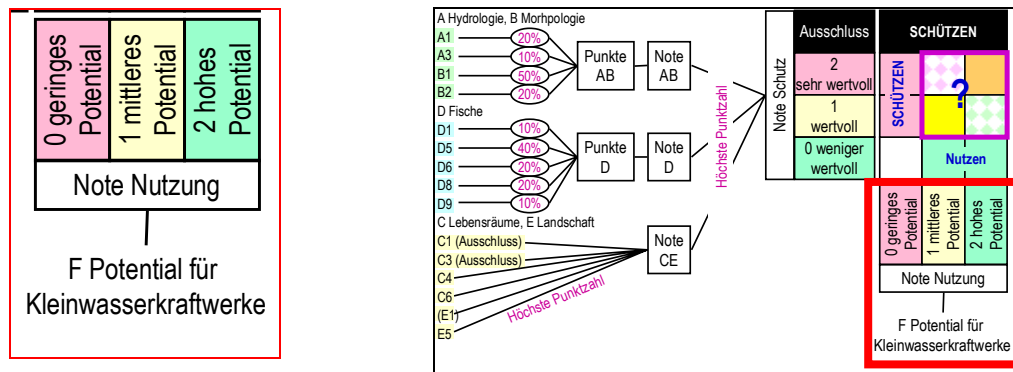 0 geringes
Potential
1 mittleres
Potential
2 hohes
Potential
Note Nutzung
F Potential für
Kleinwasserkraftwerke
A Hydrologie, B Morhpologie
A1
20%
A3
10%
B1
50%
B2
20%
Punkte
AB
Note
AB
D Fische
D1
10%
D5
40%
D6
20%
D8
20%
D9
10%
Punkte
D
Note
D
C Lebensräume, E Landschaft
C1 (Ausschluss)
C3 (Ausschluss)
C4
C6
(E1)
E5
Höchste Punktzahl
Note
CE
Höchste Punktzahl
Note Schutz
Ausschluss
2
sehr wertvoll
1
wertvoll
0 weniger
wertvoll
SCHÜTZEN
SCHÜTZEN
?
Nutzen
0 geringes
Potential
1 mittleres
Potential
2 hohes
Potential
Note Nutzung
F Potential für
Kleinwasserkraftwerke